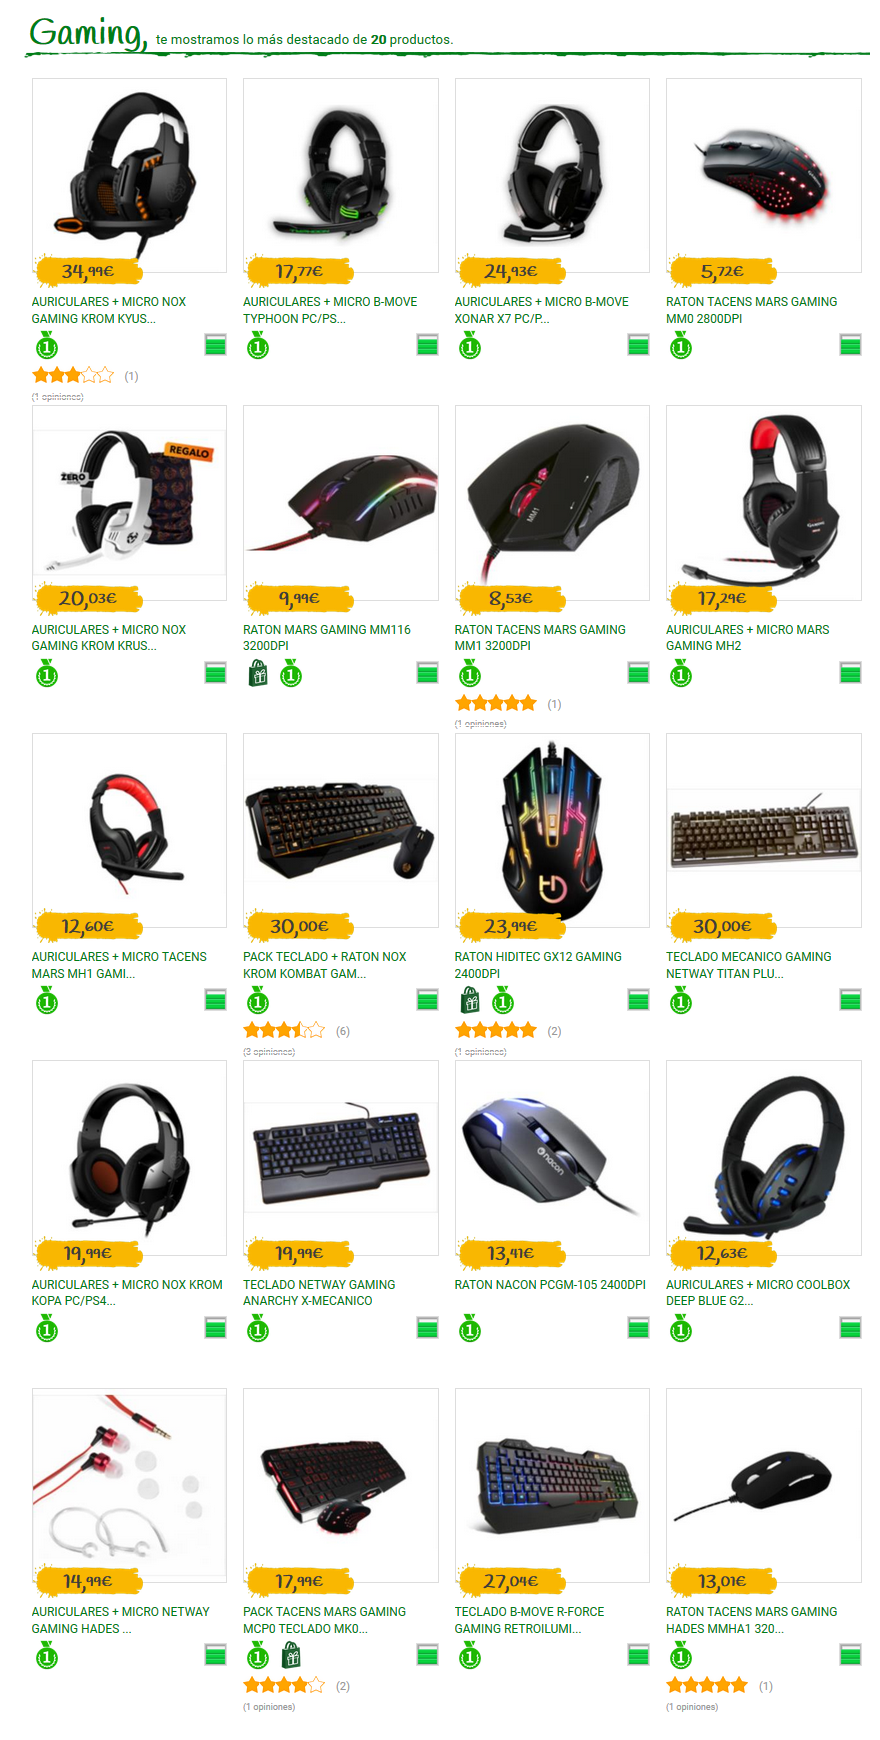 Gaming, te mostramos lo más destacado de 20 productos.
34,99€
17,77€
24,93€
5,72€
AURICULARES + MICRO NOX
GAMING KROM KYUS...
AURICULARES + MICRO B-MOVE
TYPHOON PC/PS...
AURICULARES + MICRO B-MOVE
XONAR X7 PC/P...
RATON TACENS MARS GAMING
MM0 2800DPI
1
1
1
1
(1)
(1 opiniones)
REGALO
ZERO
MM1
20,03€
9,99€
8,53€
17,29€
AURICULARES + MICRO NOX
GAMING KROM KRUS...
RATON MARS GAMING MM116
3200DPI
RATON TACENS MARS GAMING
MM1 3200DPI
AURICULARES + MICRO MARS
GAMING MH2
1
1
1
1
(1)
(1 opiniones)
12,60€
30,00€
23,99€
30,00€
AURICULARES + MICRO TACENS
MARS MH1 GAMI...
PACK TECLADO + RATON NOX
KROM KOMBAT GAM...
RATON HIDITEC GX12 GAMING
2400DPI
TECLADO MECANICO GAMING
NETWAY TITAN PLU...
1
1
1
1
(6)
(2)
(3 opiniones)
(1 opiniones)
nacon
19,99€
19,99€
13,41€
12,63€
AURICULARES + MICRO NOX KROM
KOPA PC/PS4...
TECLADO NETWAY GAMING
ANARCHY X-MECANICO
RATON NACON PCGM-105 2400DPI
AURICULARES + MICRO COOLBOX
DEEP BLUE G2...
1
1
1
1
14,99€
17,99€
27,04€
13,01€
AURICULARES + MICRO NETWAY
GAMING HADES ...
PACK TACENS MARS GAMING
MCP0 TECLADO MK0...
TECLADO B-MOVE R-FORCE
GAMING RETROILUMI...
RATON TACENS MARS GAMING
HADES MMHA1 320...
1
1
1
1
(2)
(1)
(1 opiniones)
(1 opiniones)